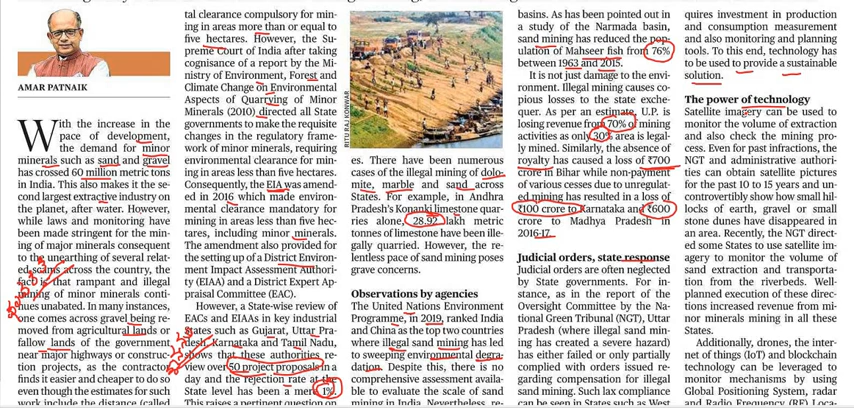 AMAR PATNAIK
With the increase in the
pace of development,
the demand for minor
minerals such as sand and gravel
has crossed 60 million metric tons
in India. This also makes it the se-
cond largest extractive industry on
the planet, after water. However,
while laws and monitoring have
been made stringent for the mini-
ng of major minerals consequent
to the unearthing of several relat-
ed scams across the country, the
fact is that rampant and illegal
mining of minor minerals conti-
nues unabated. In many instances,
one comes across gravel being re-
moved from agricultural lands or
fallow lands of the government
near major highways or construc-
tion projects, as the contractor
finds it easier and cheaper to do so
even though the estimates for such
work include the distance (called
tal clearance compulsory for min-
ing in areas more than or equal to
five hectares. However, the Su-
preme Court of India after taking
cognisance of a report by the Mi-
nistry of Environment, Forest and
Climate Change on Environmental
Aspects of Quarrying of Minor
Minerals (2010) directed all State
governments to make the requisite
changes in the regulatory frame-
work of minor minerals, requiring
environmental clearance for min-
ing in areas less than five hectares.
Consequently, the EIA was amend-
ed in 2016 which made environ-
mental clearance mandatory for
mining in areas less than five hec-
tares, including minor minerals.
The amendment also provided for
the setting up of a District Environ-
ment Impact Assessment Authori-
ty (EIAA) and a District Expert Ap-
praisal Committee (EAC).
However, a State-wise review of
EACs and EIAAs in key industrial
States such as Gujarat, Uttar Pra-
desh, Karnataka and Tamil Nadu,
shows that these authorities re-
view over 50 project proposals in a
day and the rejection rate at the
State level has been a mere 1%.
This raises a pertinent question on
RITU RAJ KONWAR
es. There have been numerous
cases of the illegal mining of dolo-
mite, marble and sand across
States. For example, in Andhra
Pradesh's Konanki limestone quar-
ries alone, 28.92 lakh metric
tonnes of limestone have been ille-
gally quarried. However, the re-
lentless pace of sand mining poses
grave concerns.
Observations by agencies
The United Nations Environment
Programme, in 2019, ranked India
and China as the top two countries
where illegal sand mining has led
to sweeping environmental degra-
dation. Despite this, there is no
comprehensive assessment availa-
ble to evaluate the scale of sand
mining in India. Nevertheless, re-
basins. As has been pointed out in
a study of the Narmada basin,
sand mining has reduced the pop-
ulation of Mahseer fish from 76%
between 1963 and 2015.
It is not just damage to the envi-
ronment. Illegal mining causes co-
pious losses to the state exche-
quer. As per an estimate, U.P. is
losing revenue from 70% of mining
activities as only 30% area is legal-
ly mined. Similarly, the absence of
royalty has caused a loss of ₹700
crore in Bihar while non-payment
of various cesses due to unregulat-
ed mining has resulted in a loss of
₹100 crore to Karnataka and ₹600
crore to Madhya Pradesh in
2016-17.
Judicial orders, state response
Judicial orders are often neglected
by State governments. For in-
stance, as in the report of the
Oversight Committee by the Na-
tional Green Tribunal (NGT), Uttar
Pradesh (where illegal sand min-
ing has created a severe hazard)
has either failed or only partially
complied with orders issued re-
garding compensation for illegal
sand mining. Such lax compliance
can be seen in States such as West
quires investment in production
and consumption measurement
and also monitoring and planning
tools. To this end, technology has
to be used to provide a sustainable
solution.
The power of technology
Satellite imagery can be used to
monitor the volume of extraction
and also check the mining pro-
cess. Even for past infractions, the
NGT and administrative authori-
ties can obtain satellite pictures
for the past 10 to 15 years and un-
controvertibly show how small hil-
locks of earth, gravel or small
stone dunes have disappeared in
an area. Recently, the NGT direct-
ed some States to use satellite im-
agery to monitor the volume of
sand extraction and transporta-
tion from the riverbeds. Well-
planned execution of these direc-
tions increased revenue from mi-
nor minerals mining in all these
States.
Additionally, drones, the inter-
net of things (IoT) and blockchain
technology can be leveraged to
monitor mechanisms by using
Global Positioning System, radar
and Radio Frequency (RF) Loca-